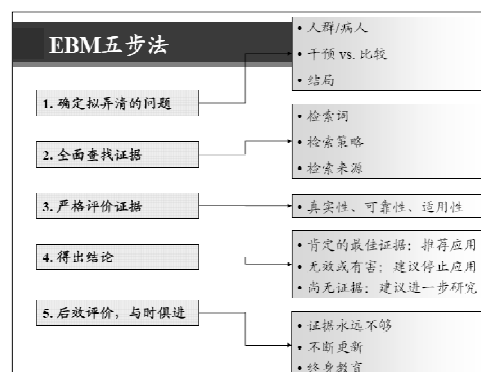 EBM五步法
1. 确定拟弄清的问题
• 人群/病人
• 干预 vs. 比较
• 结局
2. 全面查找证据
• 检索词
• 检索策略
• 检索来源
3. 严格评价证据
• 真实性、可靠性、适用性
4. 得出结论
• 肯定的最佳证据：推荐应用
• 无效或有害；建议停止应用
• 尚无证据：建议进一步研究
5. 后效评价，与时俱进
• 证据永远不够
• 不断更新
• 终身教育